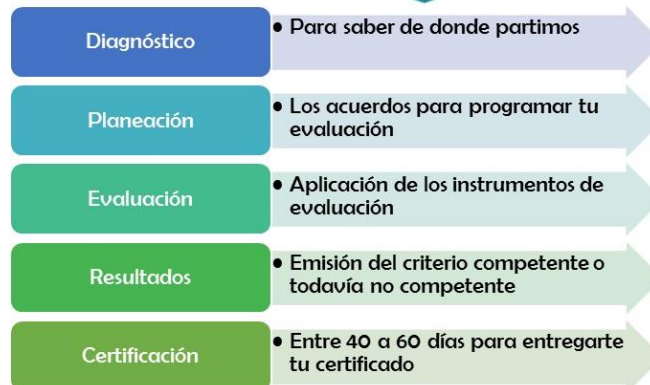 Diagnóstico
• Para saber de donde partimos
Planeación
• Los acuerdos para programar tu
evaluación
Evaluación
• Aplicación de los instrumentos de
evaluación
Resultados
• Emisión del criterio competente o
todavía no competente
Certificación
• Entre 40 a 60 días para entregarte
tu certificado